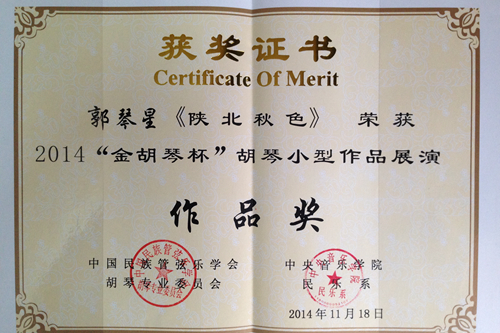 获奖证书
Certificate Of Merit
郭琴星《陕北秋色》 荣获
2014“金胡琴杯”胡琴小型作品展演
作品奖
中国民族管弦乐学会 中央音乐学院
胡琴专业委员会 民乐系
2014年11月18日